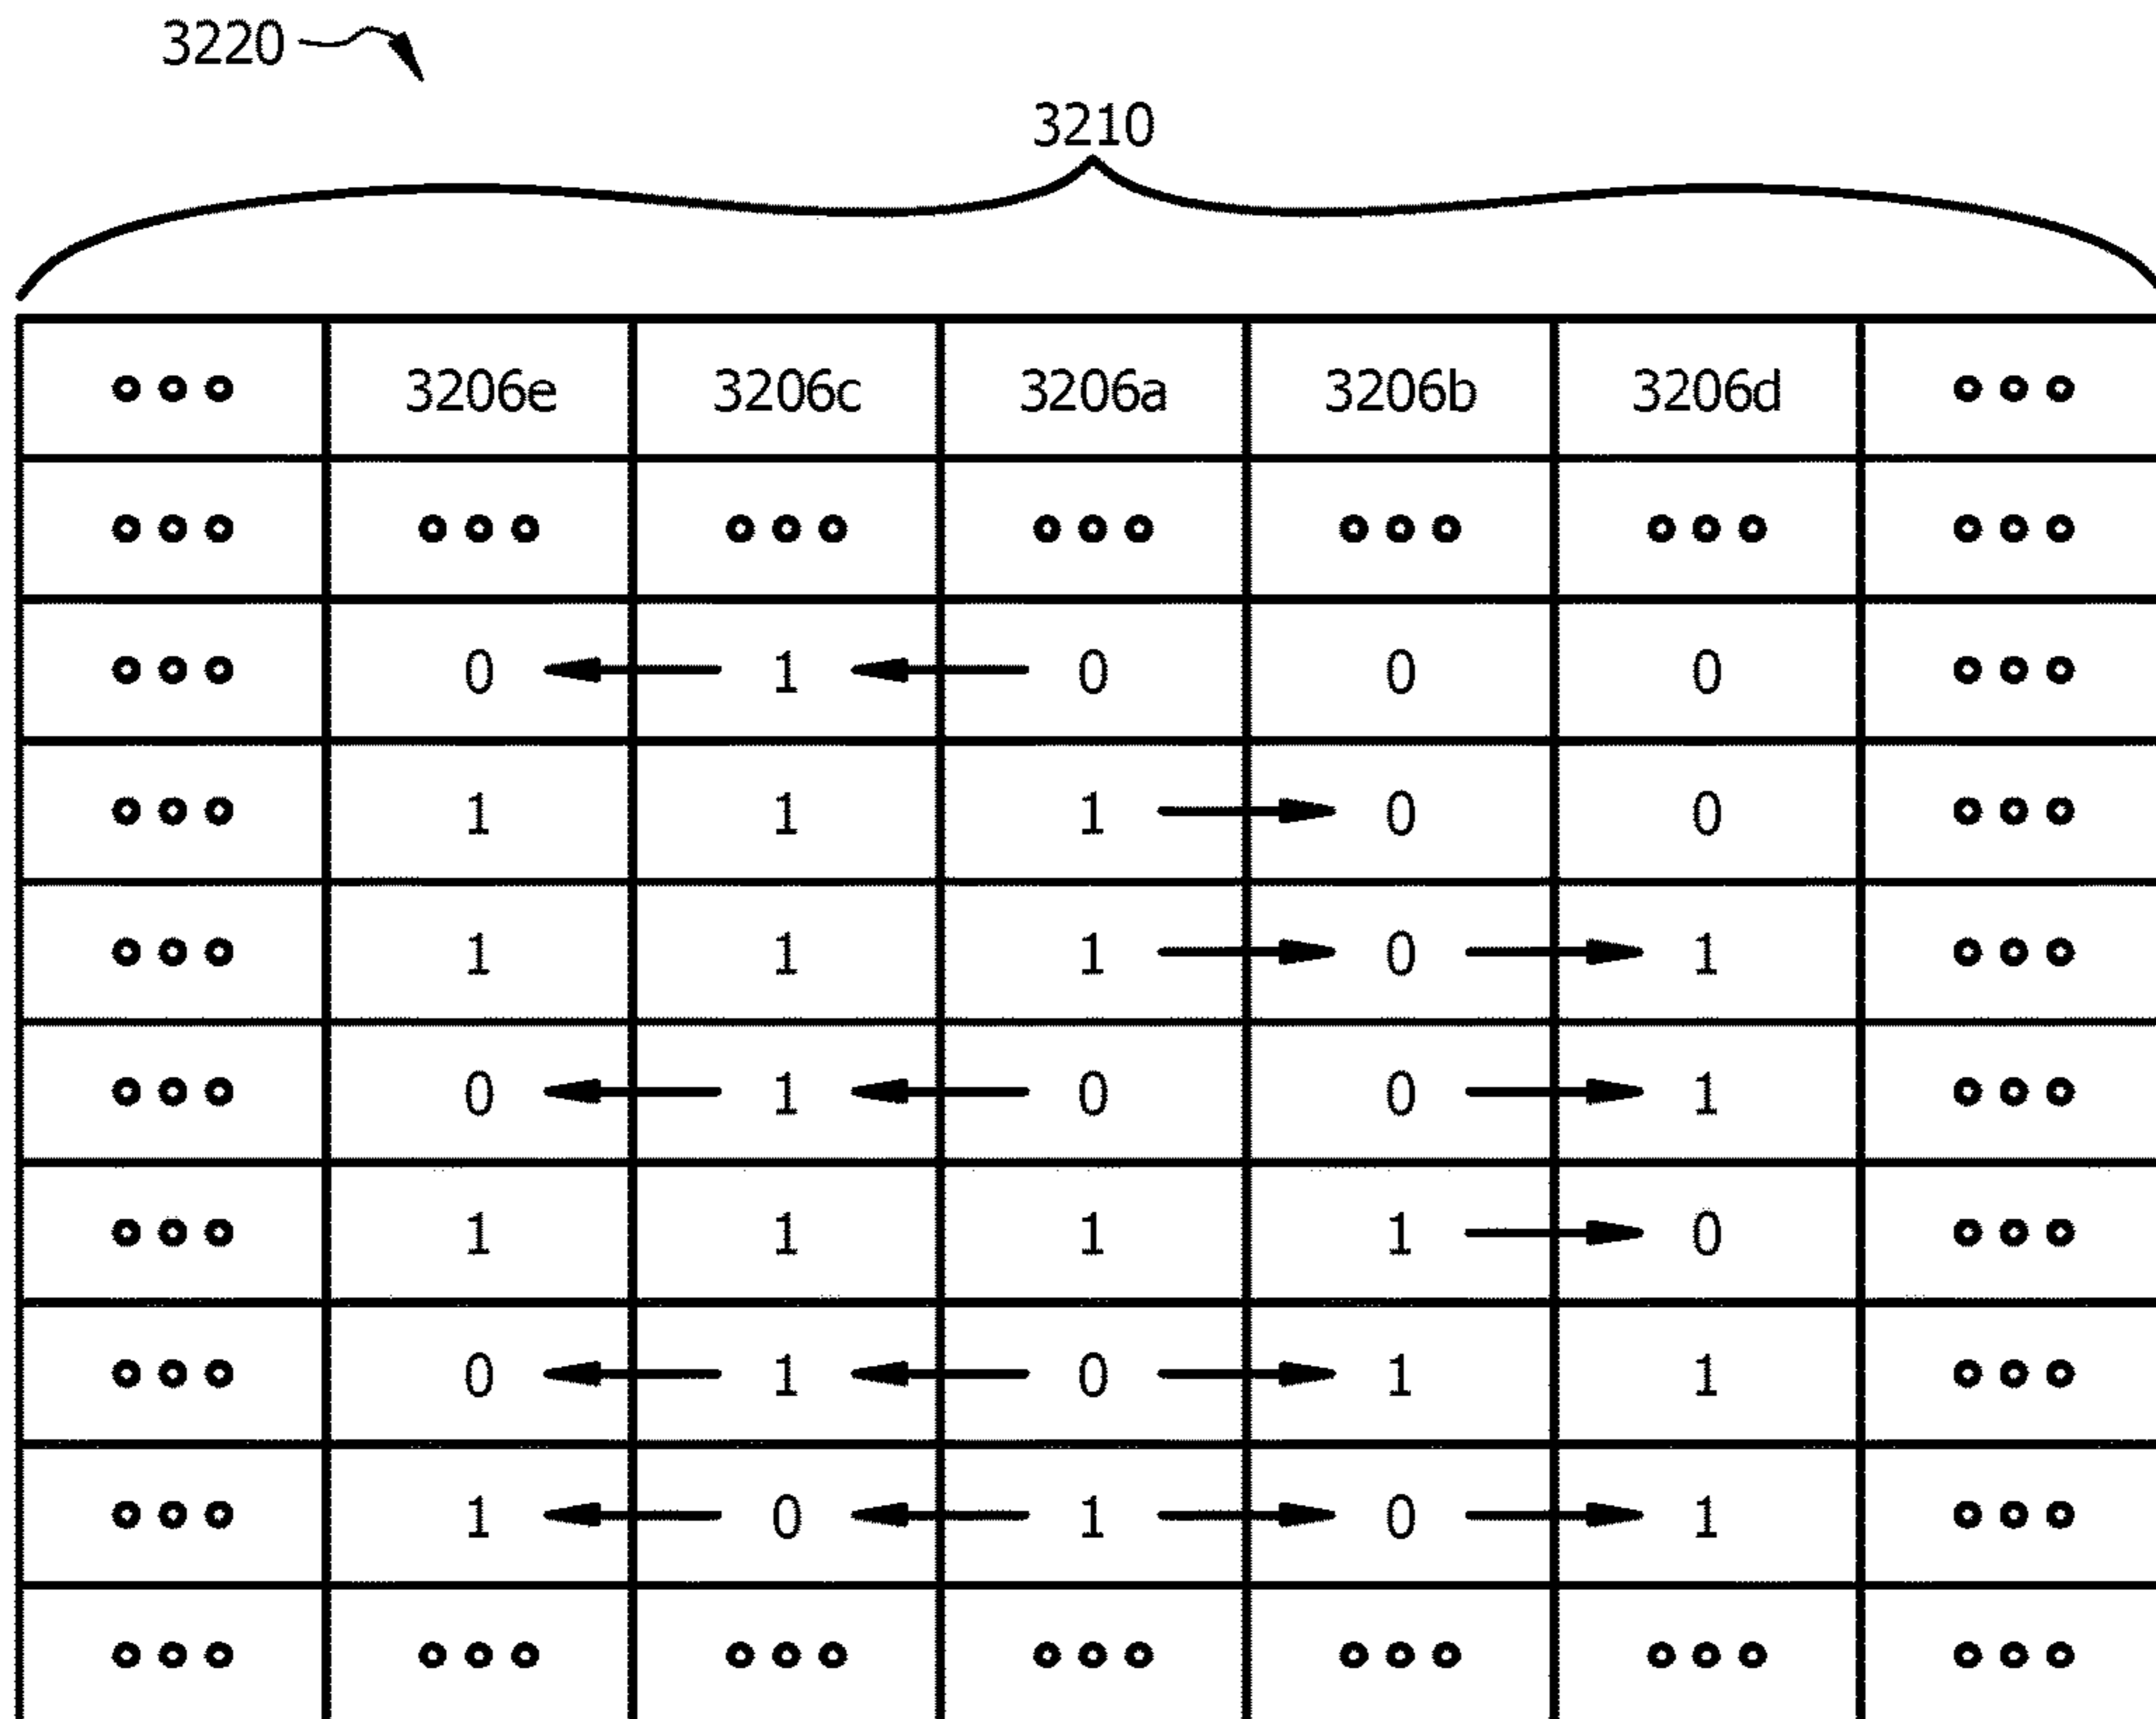 3220
3210
°°° 3206e 3206c 3206a 3206b 3206d °°°
°°° °°° °°° °°° °°° °°° °°°
°°° 0 ← 1 ← 0 0 0 °°°
°°° 1 1 1 → 0 0 °°°
°°° 1 1 1 → 0 → 1 °°°
°°° 0 ← 1 ← 0 0 → 1 °°°
°°° 1 1 1 1 → 0 °°°
°°° 0 ← 1 ← 0 → 1 1 °°°
°°° 1 ← 0 ← 1 → 0 → 1 °°°
°°° °°° °°° °°° °°° °°° °°°